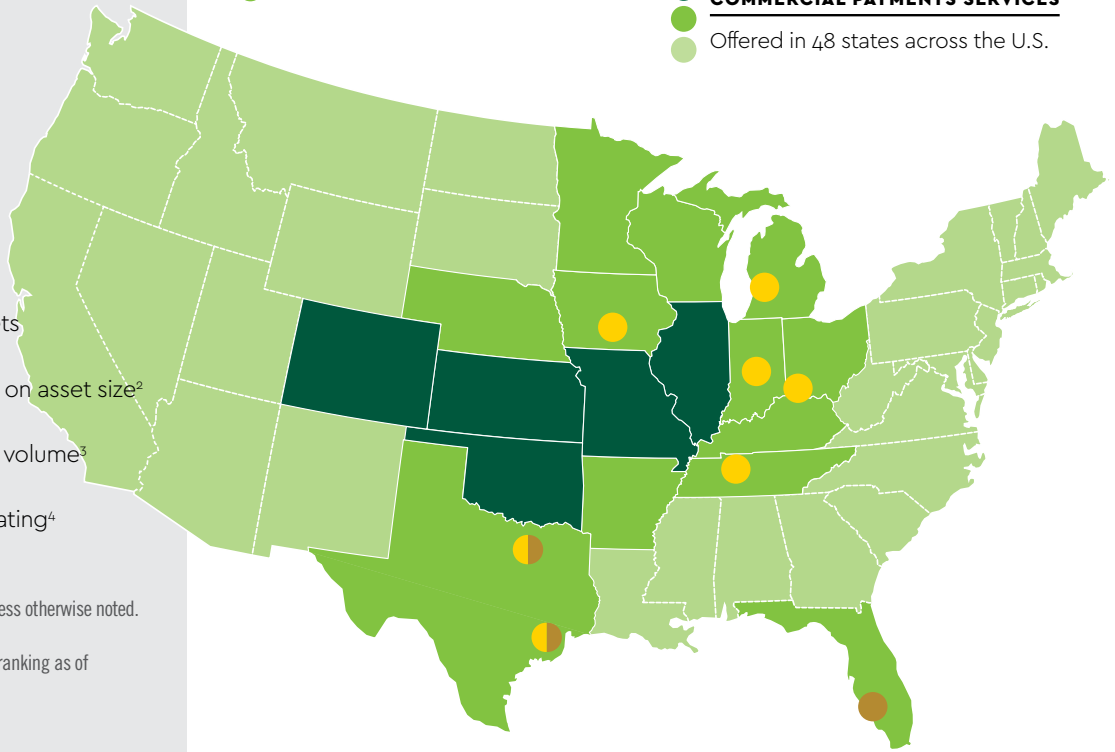 COMMERCIAL PAYMENTS SERVICES
Offered in 48 states across the U.S.
on asset size²
volume³
ating⁴
ess otherwise noted.
ranking as of